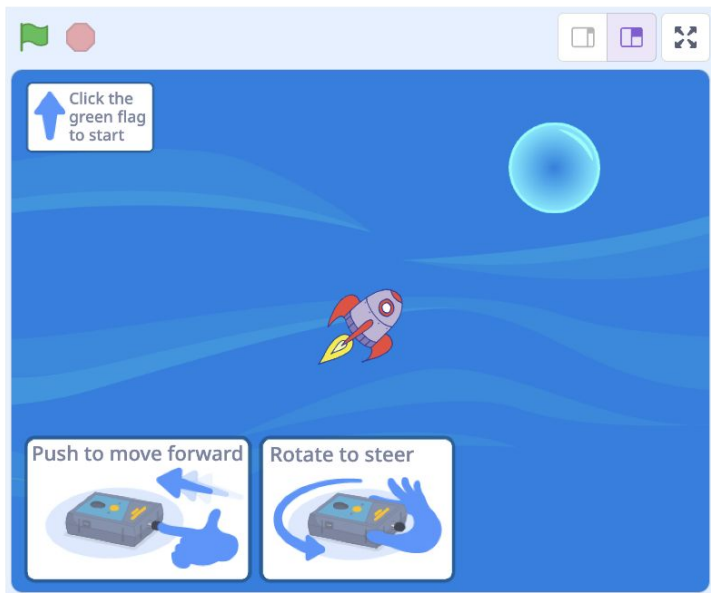 Click the
green flag
to start
Push to move forward
Rotate to steer